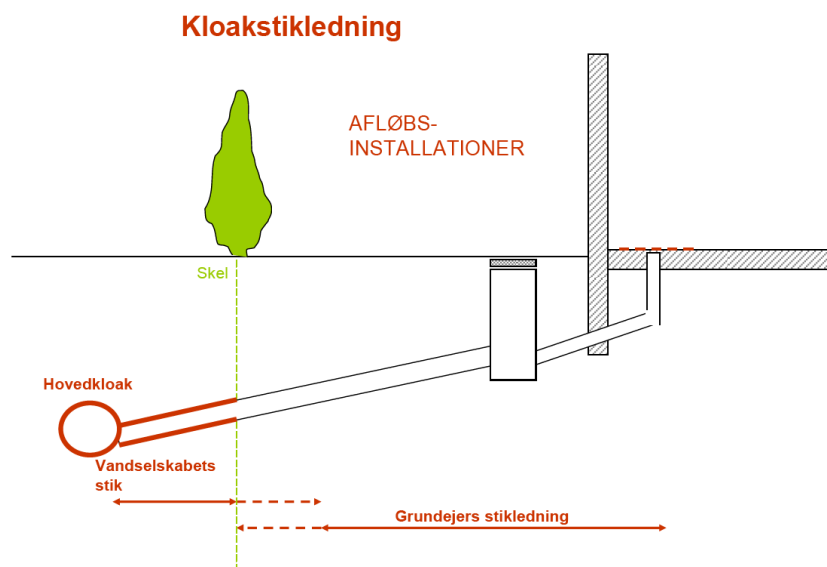 Kloakstikledning
AFLØBS-
INSTALLATIONER
Skel
Hovedkloak
Vandselskabets
stik
Grundejers stikledning